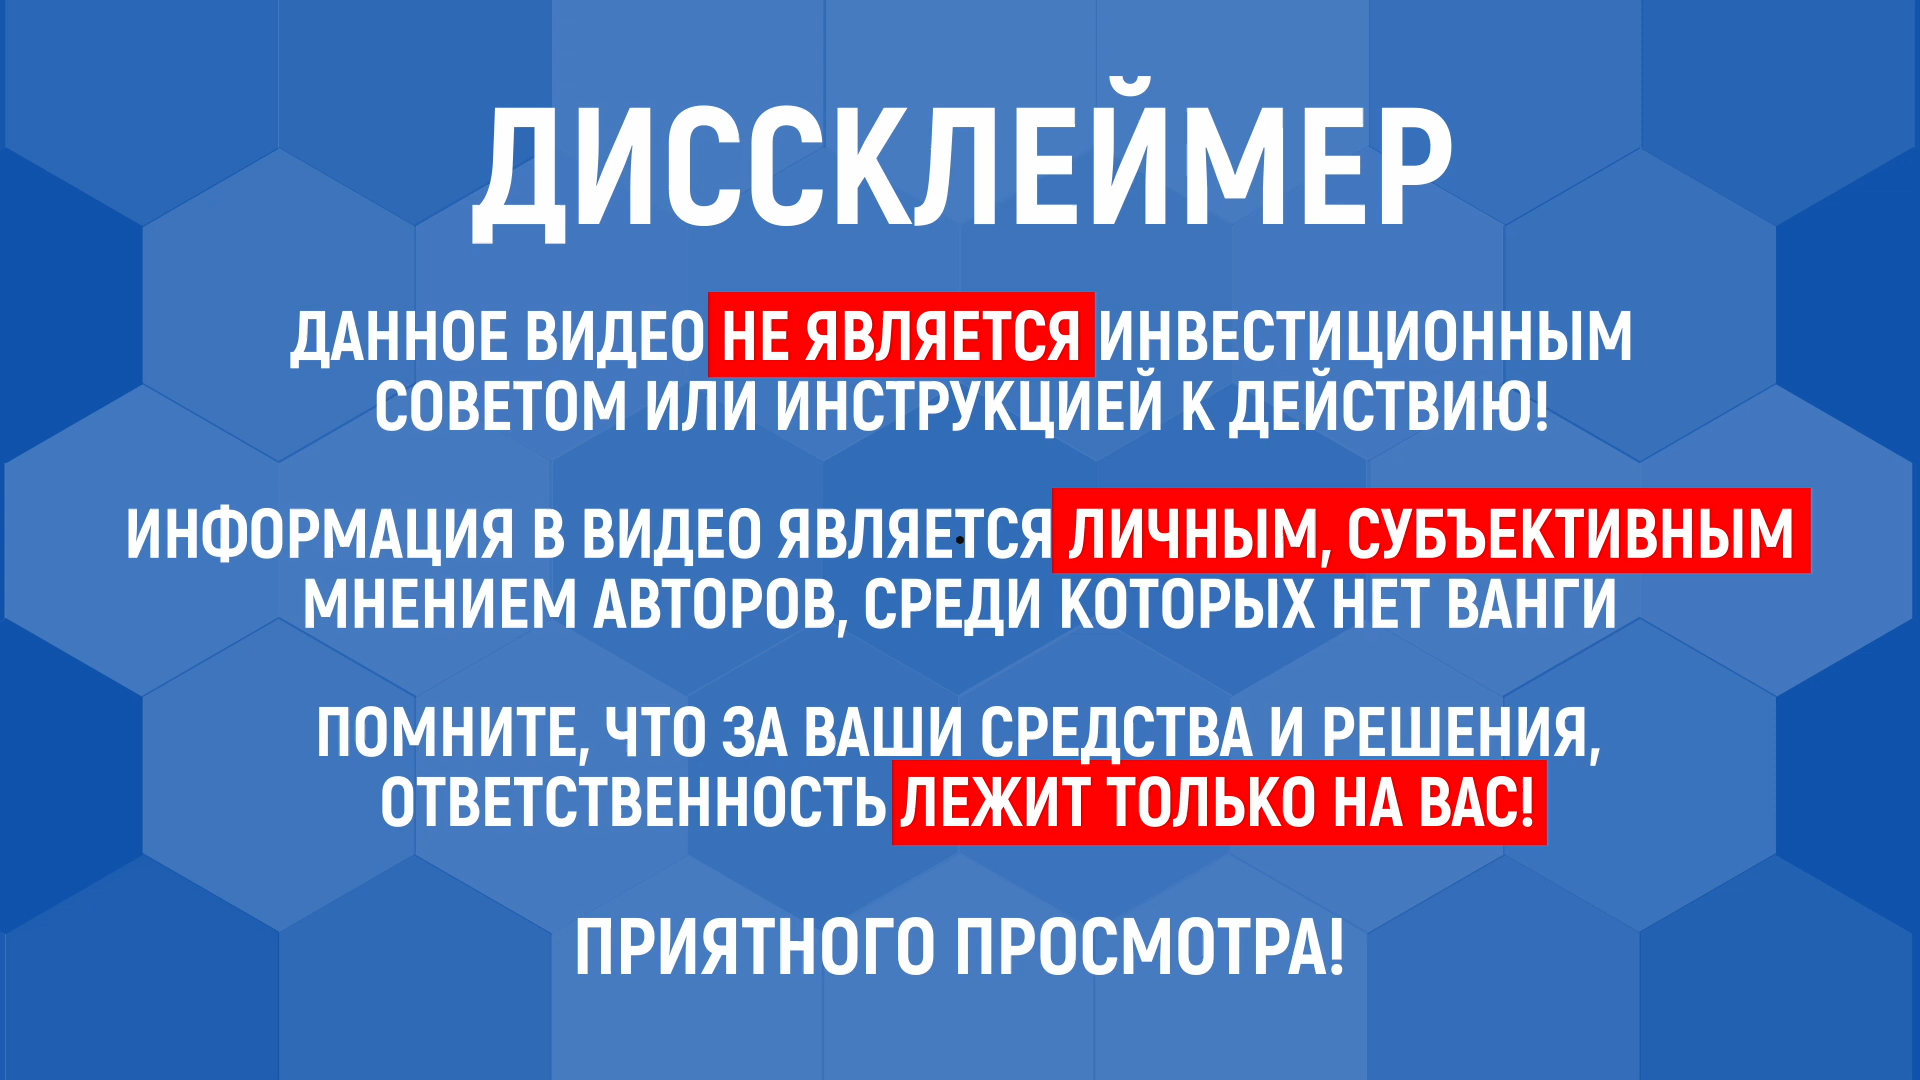 ДИССКЛЕЙМЕР
ДАННОЕ ВИДЕО НЕ ЯВЛЯЕТСЯ ИНВЕСТИЦИОННЫМ
СОВЕТОМ ИЛИ ИНСТРУКЦИЕЙ К ДЕЙСТВИЮ!
ИНФОРМАЦИЯ В ВИДЕО ЯВЛЯЕТСЯ ЛИЧНЫМ, СУБЪЕКТИВНЫМ
МНЕНИЕМ АВТОРОВ, СРЕДИ КОТОРЫХ НЕТ ВАНГИ
ПОМНИТЕ, ЧТО ЗА ВАШИ СРЕДСТВА И РЕШЕНИЯ,
ОТВЕТСТВЕННОСТЬ ЛЕЖИТ ТОЛЬКО НА ВАС!
ПРИЯТНОГО ПРОСМОТРА!